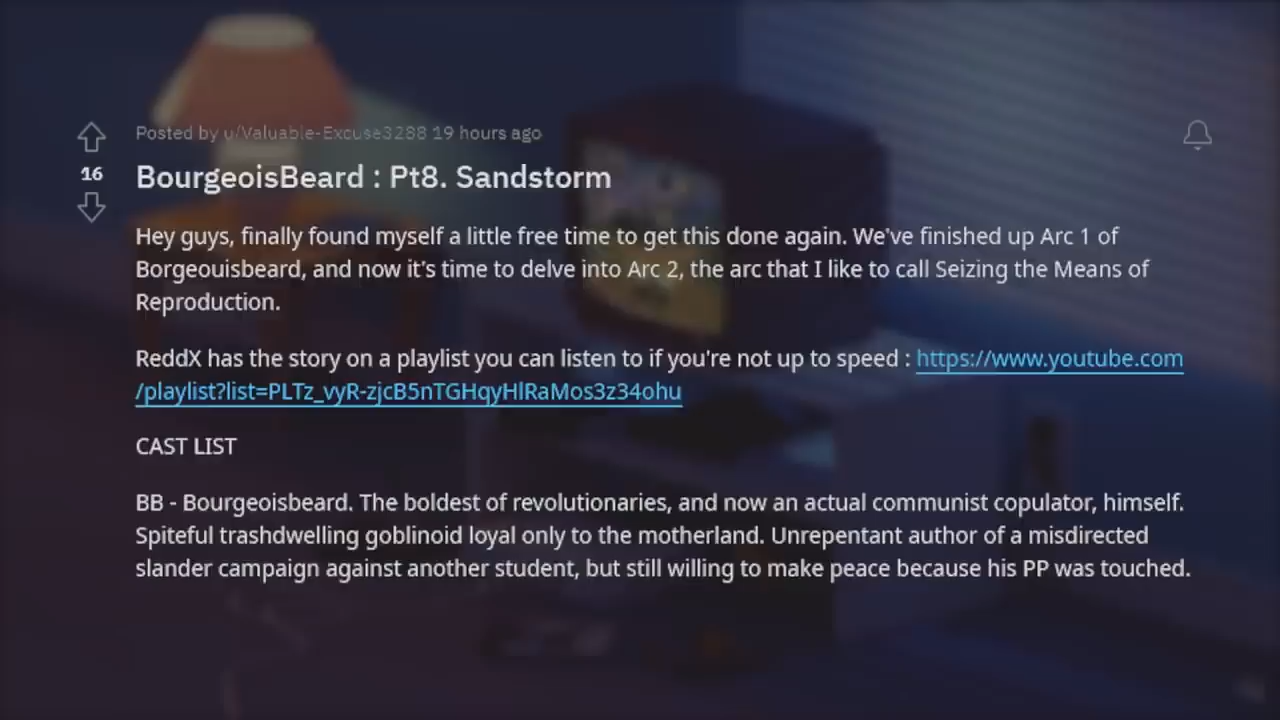 Posted by u/Valuable-Excuse3288 19 hours ago
16
BourgeoisBeard : Pt8. Sandstorm
Hey guys, finally found myself a little free time to get this done again. We've finished up Arc 1 of
Borgeouisbeard, and now it's time to delve into Arc 2, the arc that I like to call Seizing the Means of
Reproduction.
ReddX has the story on a playlist you can listen to if you're not up to speed : https://www.youtube.com
/playlist?list=PLTz_vyR-zjcB5nTGHqyHlRaMos3z34ohu
CAST LIST
BB - Bourgeoisbeard. The boldest of revolutionaries, and now an actual communist copulator, himself.
Spiteful trashdwelling goblinoid loyal only to the motherland. Unrepentant author of a misdirected
slander campaign against another student, but still willing to make peace because his PP was touched.